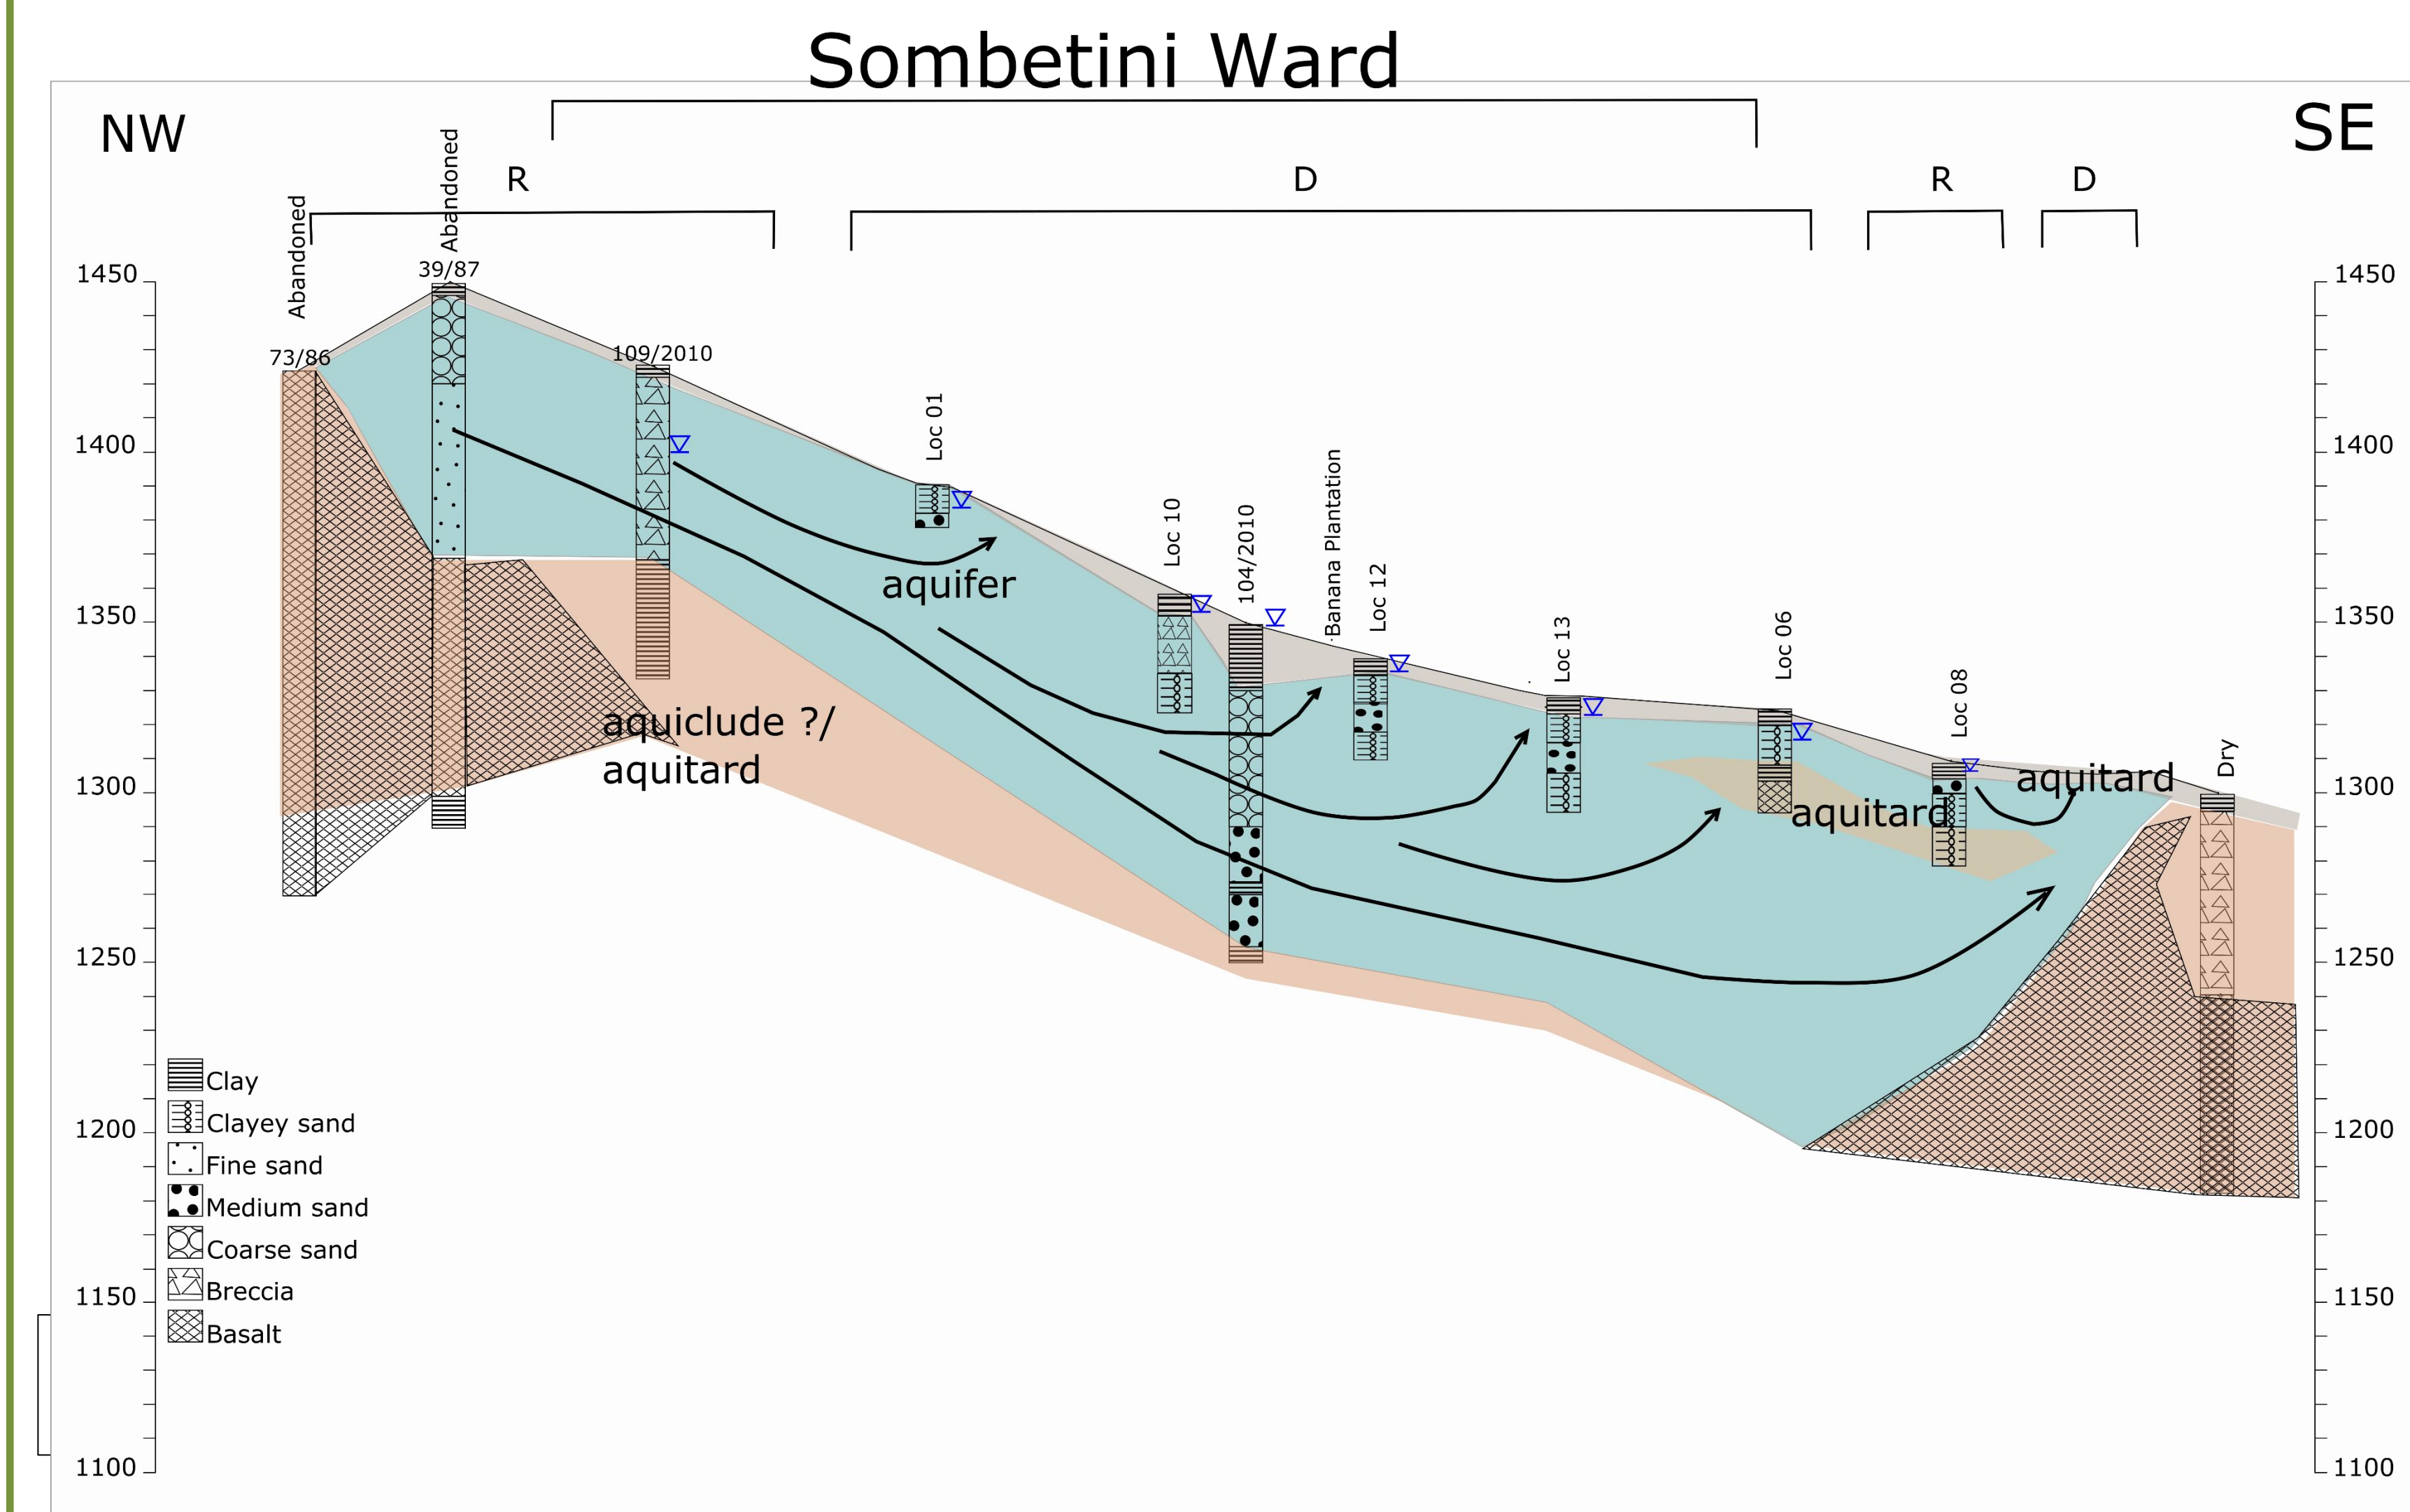 Sombetini Ward
NW
SE
R
D
R
D
Abandoned
Abandoned
39/87
73/86
109/2010
Loc 01
Loc 10
104/2010
Banana Plantation
Loc 12
Loc 13
Loc 06
Loc 08
Dry
1450
1400
1350
1300
1250
1200
1150
1100
1450
1400
1350
1300
1250
1200
1150
1100
aquifer
aquiclude ?/
aquitard
aquitard
aquitard
Clay
Clayey sand
Fine sand
Medium sand
Coarse sand
Breccia
Basalt